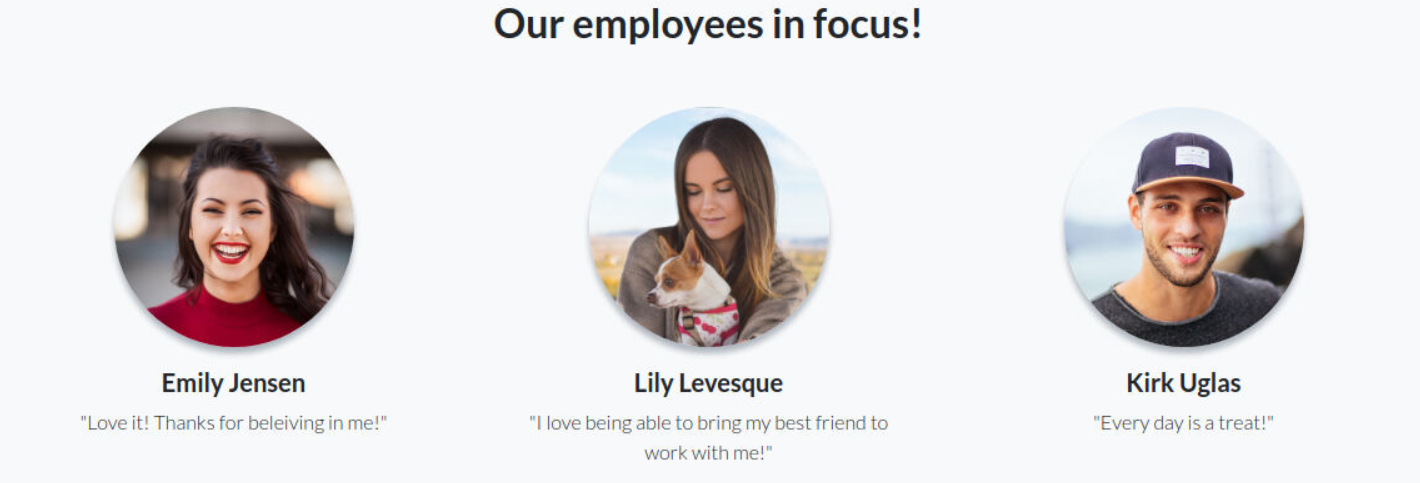 Our employees in focus!
Emily Jensen
"Love it! Thanks for beleiving in me!"
Lily Levesque
"I love being able to bring my best friend to
work with me!"
Kirk Uglas
"Every day is a treat!"